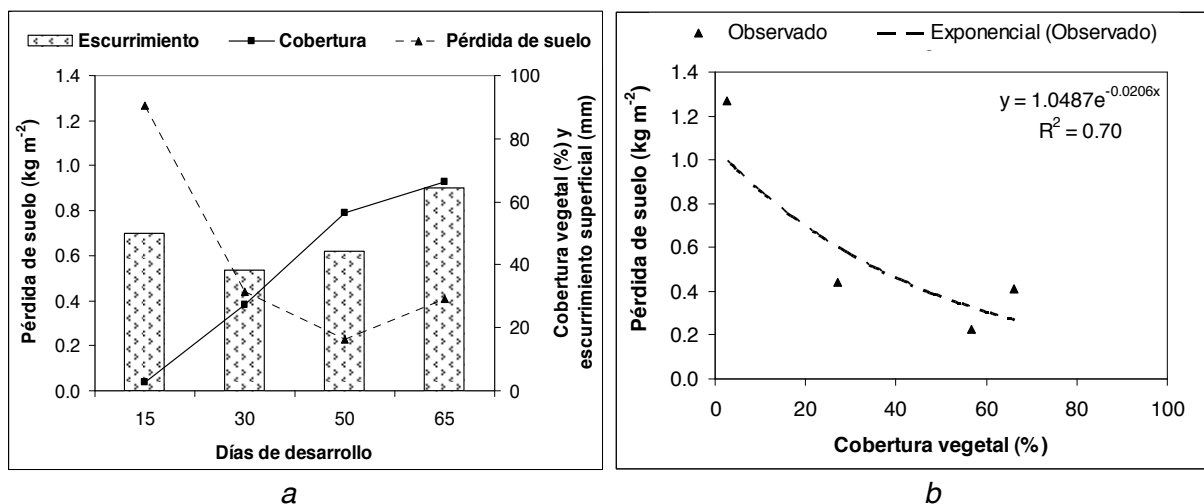 Escurrimiento Cobertura Pérdida de suelo
Pérdida de suelo (kg m⁻²)
1.4
1.2
1.0
0.8
0.6
0.4
0.2
0.0
100
80
60
40
20
0
Cobertura vegetal (%) y
escurrimiento superficial (mm)
15 30 50 65
Días de desarrollo
a
Observado Exponencial (Observado)
y = 1.0487e⁻⁰·⁰²⁰⁶ˣ
R² = 0.70
Pérdida de suelo (kg m⁻²)
1.4
1.2
1.0
0.8
0.6
0.4
0.2
0.0
0 20 40 60 80 100
Cobertura vegetal (%)
b